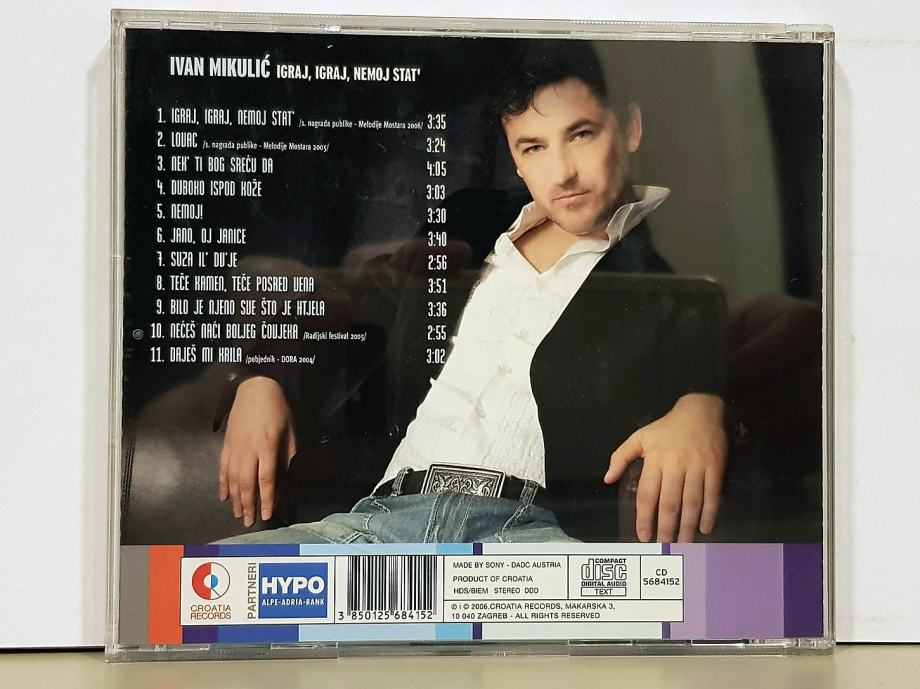 IVAN MIKULIĆ IGRAJ, IGRAJ, NEMOJ STAT'
1. IGRAJ, IGRAJ, NEMOJ STAT' /1. nagrada publike - Melodije Mostara 2006/ 3:35
2. LOVAC /1. nagrada publike - Melodije Mostara 2005/ 3:24
3. NEK' TI BOG SREĆU DA 4:05
4. DUBOKO ISPOD KOŽE 3:03
5. NEMOJ! 3:30
6. JANO, OJ JANICE 3:40
7. SUZA IL' DV'JE 2:56
8. TEČE KAMEN, TEČE POSRED VENA 3:51
9. BILO JE NJENO SVE ŠTO JE HTJELA 3:36
10. NEĆEŠ NAĆI BOLJEG ČOVJEKA /Radijski festival 2005/ 2:55
11. DAJEŠ MI KRILA /pobjednik - DORA 2004/ 3:02
CROATIA
RECORDS
PARTNERI
HYPO
ALPE-ADRIA-BANK
3 850125 684152
MADE BY SONY - DADC AUSTRIA
PRODUCT OF CROATIA
HDS/BIEM STEREO DDD
COMPACT
disc
DIGITAL AUDIO
TEXT
CD
5684152
℗ i © 2006.CROATIA RECORDS, MAKARSKA 3,
10 040 ZAGREB - ALL RIGHTS RESERVED